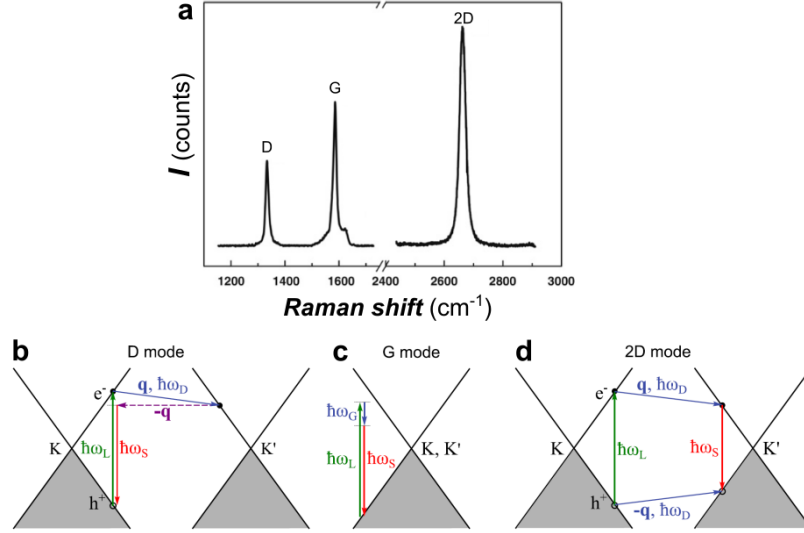 a
I (counts)
D
G
2D
1200 1400 1600 2400 2600 2800 3000
Raman shift (cm⁻¹)
b D mode
e⁻
q, ħω_D
-q
K
ħω_L
ħω_S
K'
h⁺
c G mode
ħω_G
ħω_L
ħω_S
K, K'
d 2D mode
e⁻
q, ħω_D
K
ħω_L
ħω_S
K'
h⁺
-q, ħω_D